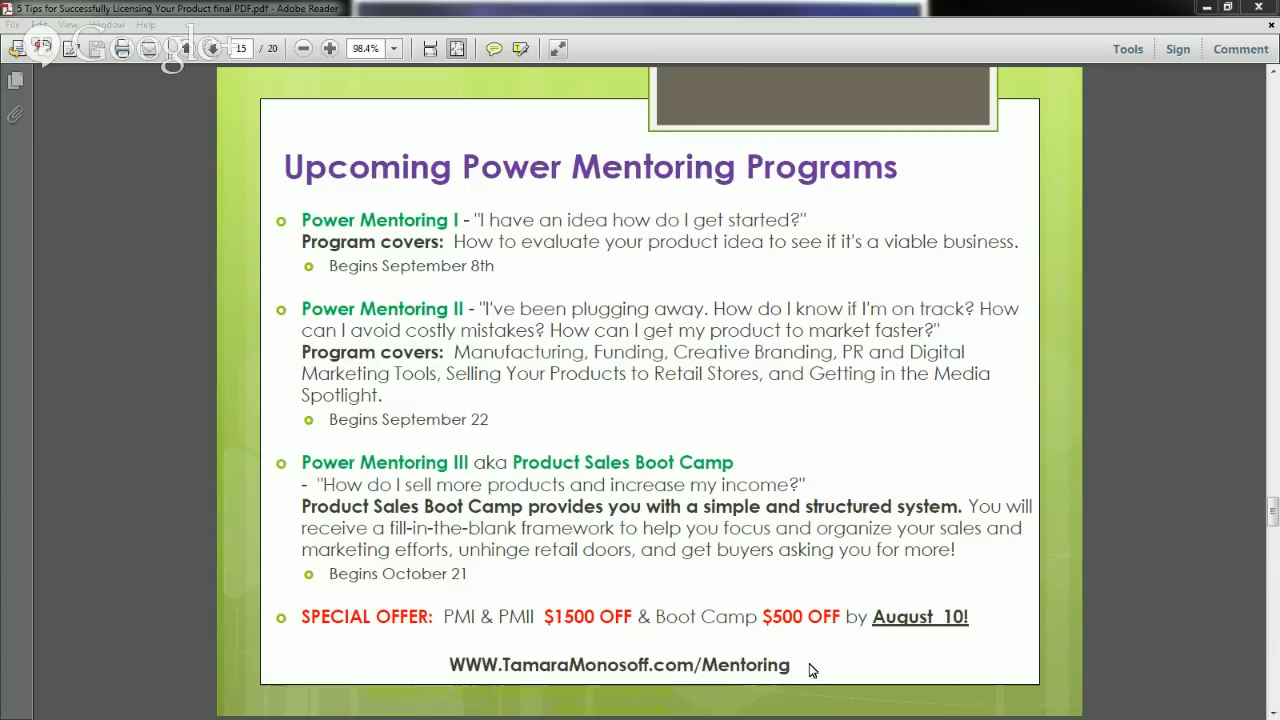 5 Tips for Successfully Licensing Your Product final PDF.pdf - Adobe Reader
File Edit View Window Help
Google+
15 / 20 98.4% Tools Sign Comment
Upcoming Power Mentoring Programs
Power Mentoring I - "I have an idea how do I get started?"
Program covers: How to evaluate your product idea to see if it's a viable business.
Begins September 8th
Power Mentoring II - "I've been plugging away. How do I know if I'm on track? How
can I avoid costly mistakes? How can I get my product to market faster?"
Program covers: Manufacturing, Funding, Creative Branding, PR and Digital
Marketing Tools, Selling Your Products to Retail Stores, and Getting in the Media
Spotlight.
Begins September 22
Power Mentoring III aka Product Sales Boot Camp
- "How do I sell more products and increase my income?"
Product Sales Boot Camp provides you with a simple and structured system. You will
receive a fill-in-the-blank framework to help you focus and organize your sales and
marketing efforts, unhinge retail doors, and get buyers asking you for more!
Begins October 21
SPECIAL OFFER: PMI & PMII $1500 OFF & Boot Camp $500 OFF by August 10!
WWW.TamaraMonosoff.com/Mentoring